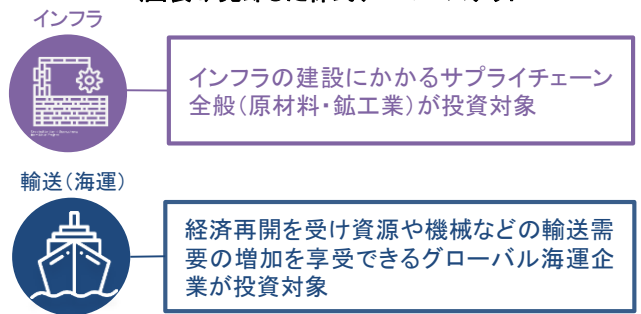 インフラ
インフラの建設にかかるサプライチェーン
全般（原材料・鉱工業）が投資対象
輸送（海運）
経済再開を受け資源や機械などの輸送需
要の増加を享受できるグローバル海運企
業が投資対象